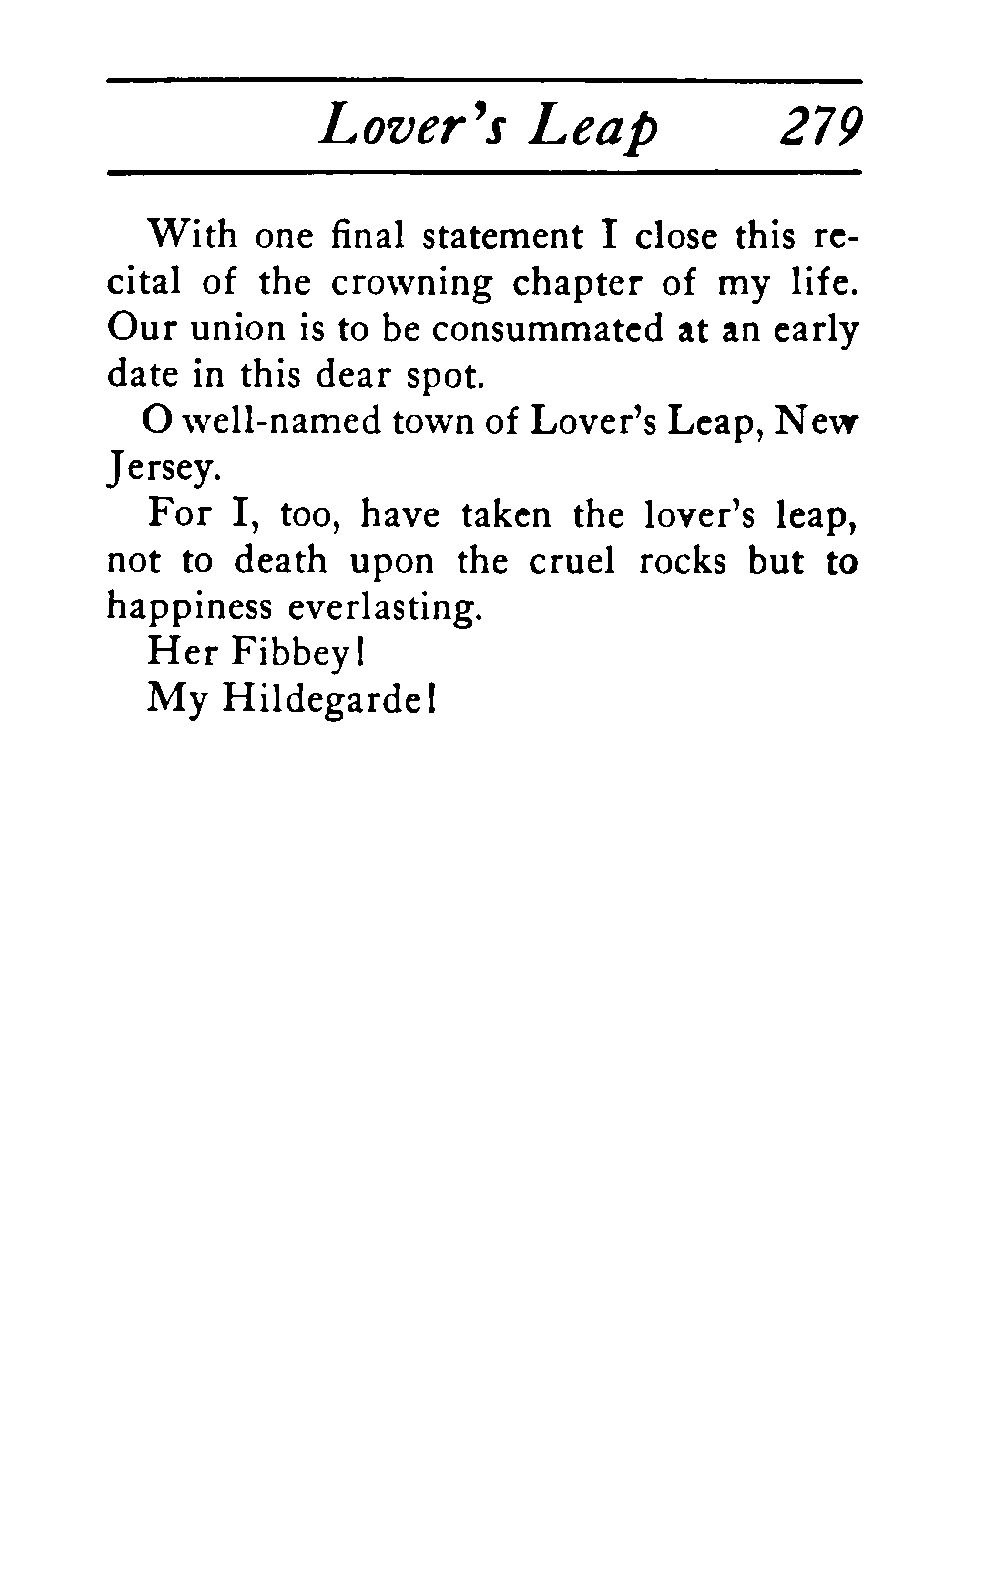 Lover's Leap 279
With one final statement I close this re-
cital of the crowning chapter of my life.
Our union is to be consummated at an early
date in this dear spot.
O well-named town of Lover's Leap, New
Jersey.
For I, too, have taken the lover's leap,
not to death upon the cruel rocks but to
happiness everlasting.
Her Fibbey!
My Hildegarde!